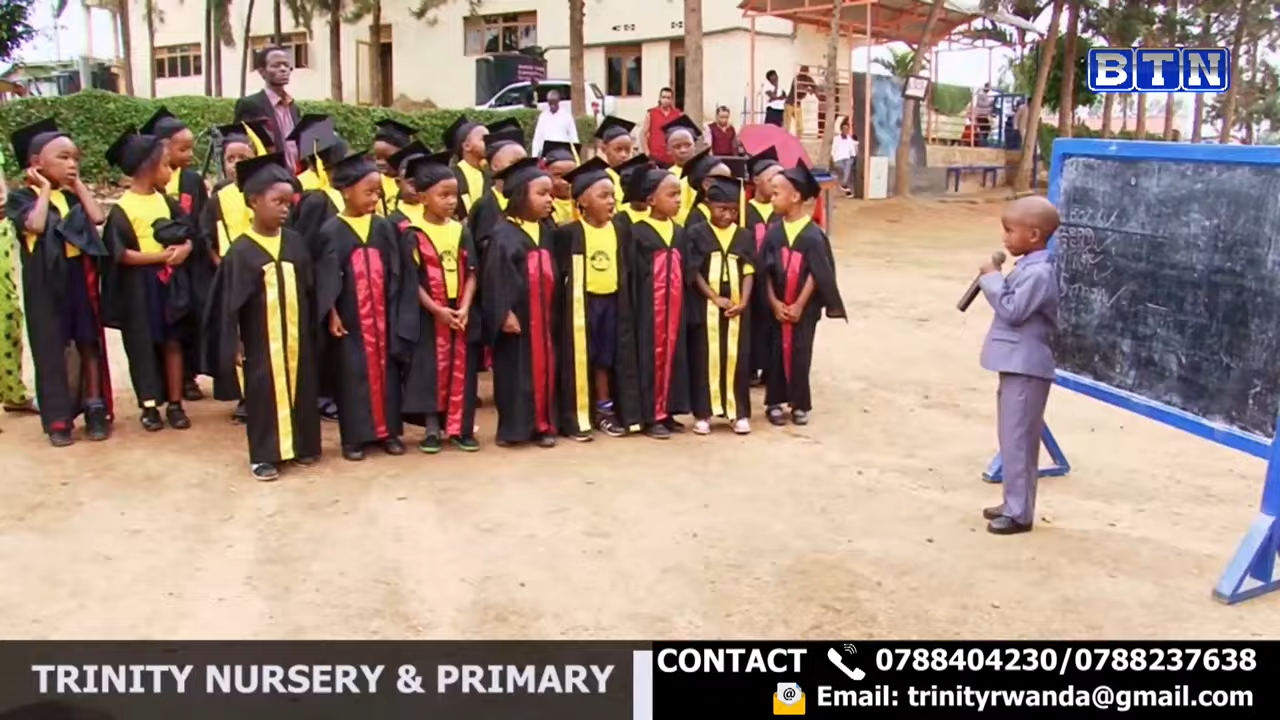 BTN
TRINITY NURSERY & PRIMARY
CONTACT 0788404230/0788237638
Email: trinityrwanda@gmail.com